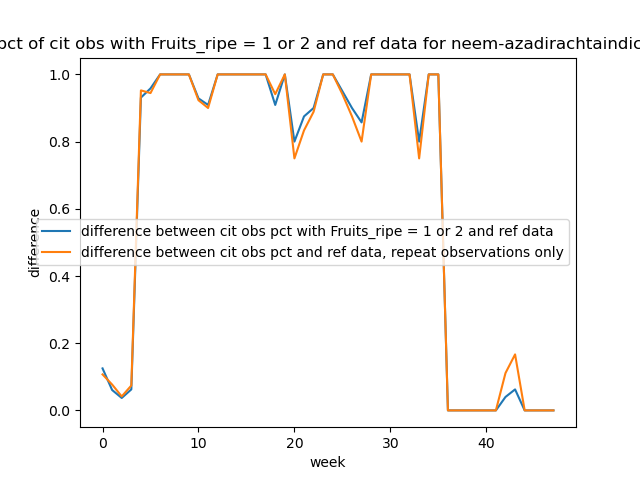 pct of cit obs with Fruits_ripe = 1 or 2 and ref data for neem-azadirachtaindic
1.0
0.8
0.6
0.4
0.2
0.0
difference
difference between cit obs pct with Fruits_ripe = 1 or 2 and ref data
difference between cit obs pct and ref data, repeat observations only
0 10 20 30 40
week